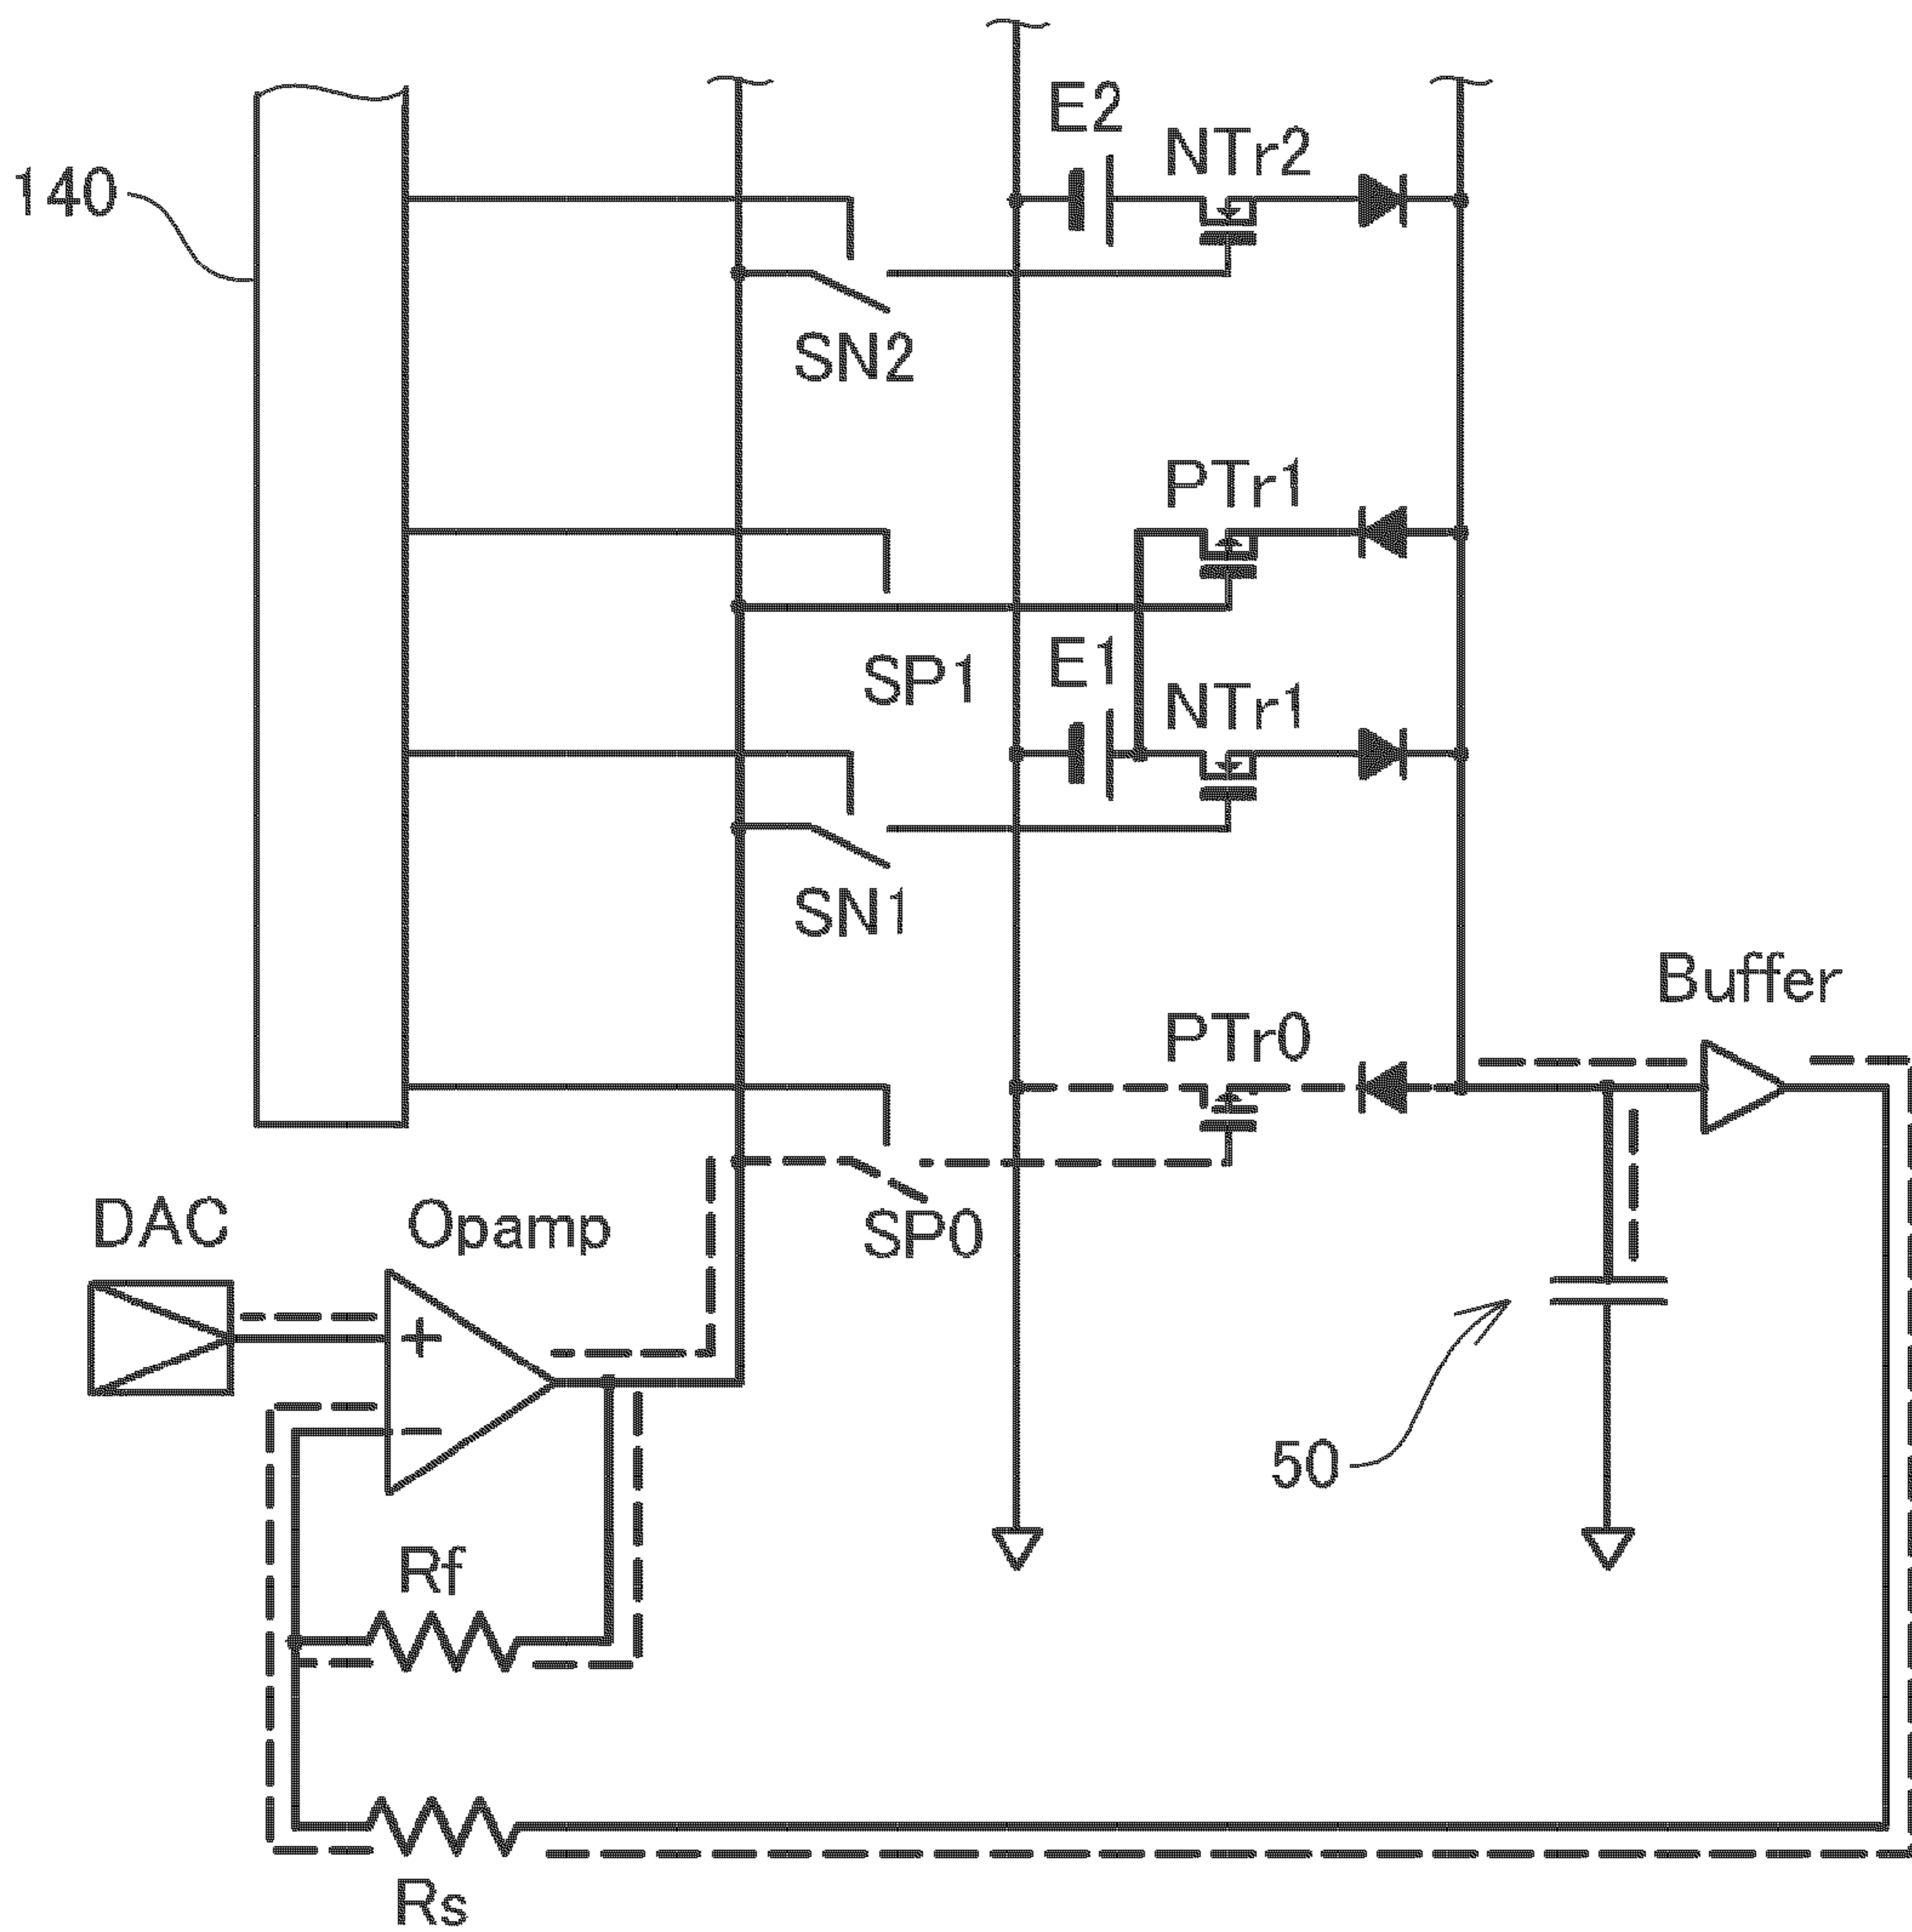 E2
NTr2
140
SN2
PTr1
SP1
E1
NTr1
SN1
Buffer
PTr0
DAC
Opamp
SP0
+
−
50
Rf
Rs